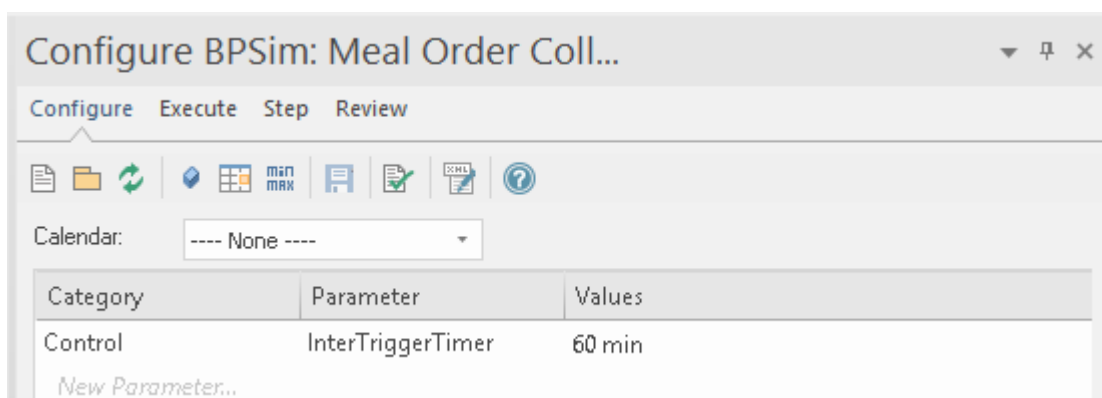 Configure BPSim: Meal Order Coll...
Configure Execute Step Review
min
max
XML
Calendar: ---- None ----
Category Parameter Values
Control InterTriggerTimer 60 min
New Parameter...